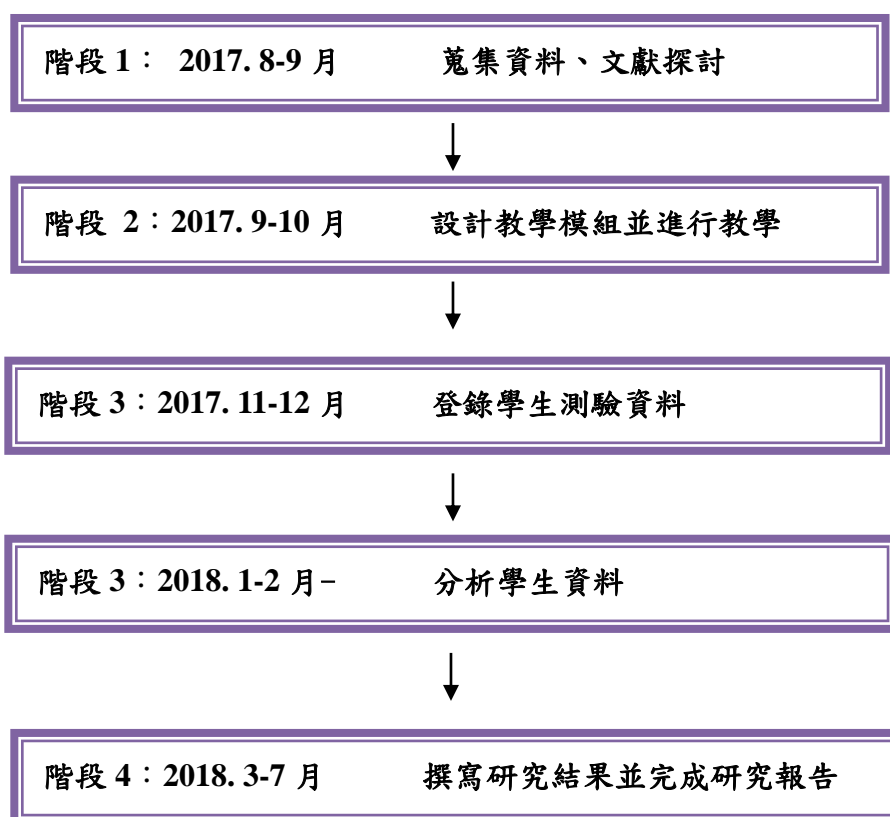 階段 1： 2017. 8-9 月 蒐集資料、文獻探討
階段 2：2017. 9-10 月 設計教學模組並進行教學
階段 3：2017. 11-12 月 登錄學生測驗資料
階段 3：2018. 1-2 月- 分析學生資料
階段 4：2018. 3-7 月 撰寫研究結果並完成研究報告